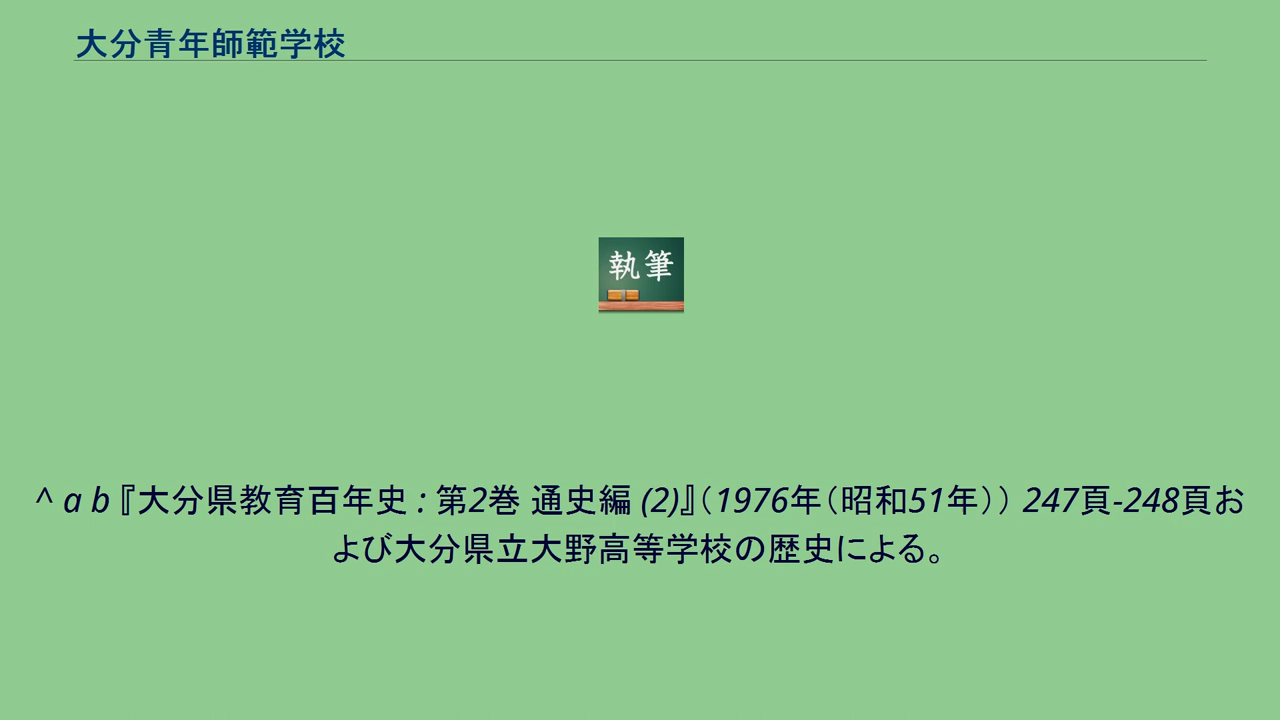 大分青年師範学校
執筆
^ a b 『大分県教育百年史 : 第2巻 通史編 (2)』（1976年（昭和51年）） 247頁-248頁お
よび大分県立大野高等学校の歴史による。